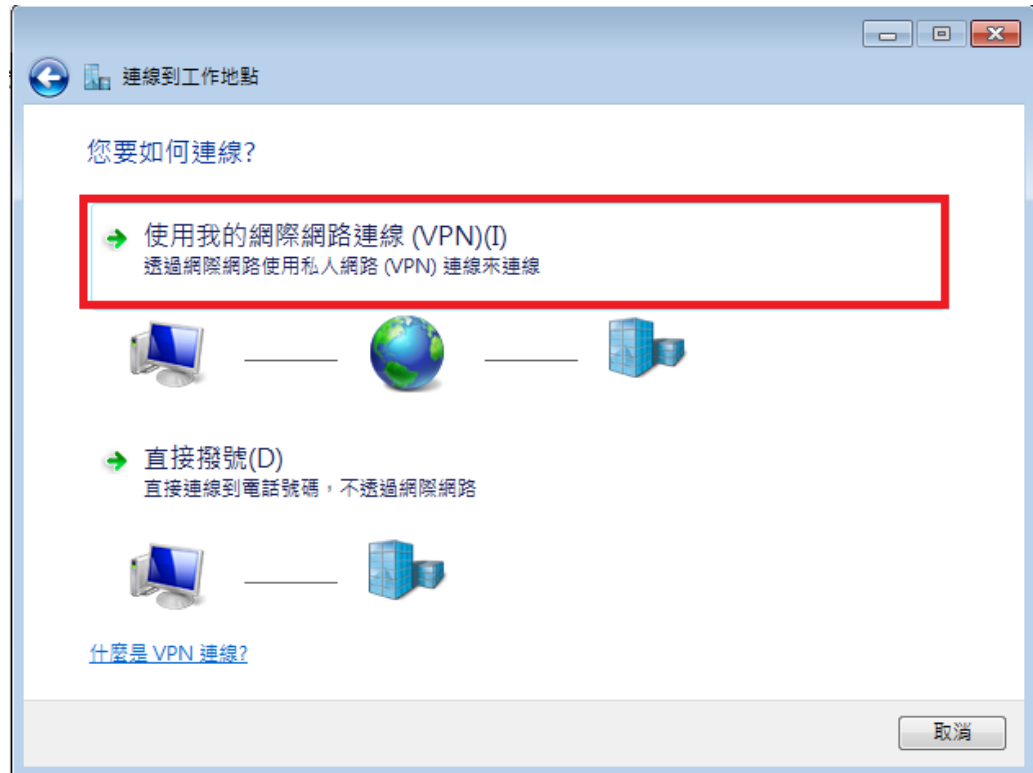 連線到工作地點
您要如何連線?
使用我的網際網路連線 (VPN)(I)
透過網際網路使用私人網路 (VPN) 連線來連線
直接撥號(D)
直接連線到電話號碼，不透過網際網路
什麼是 VPN 連線?
取消